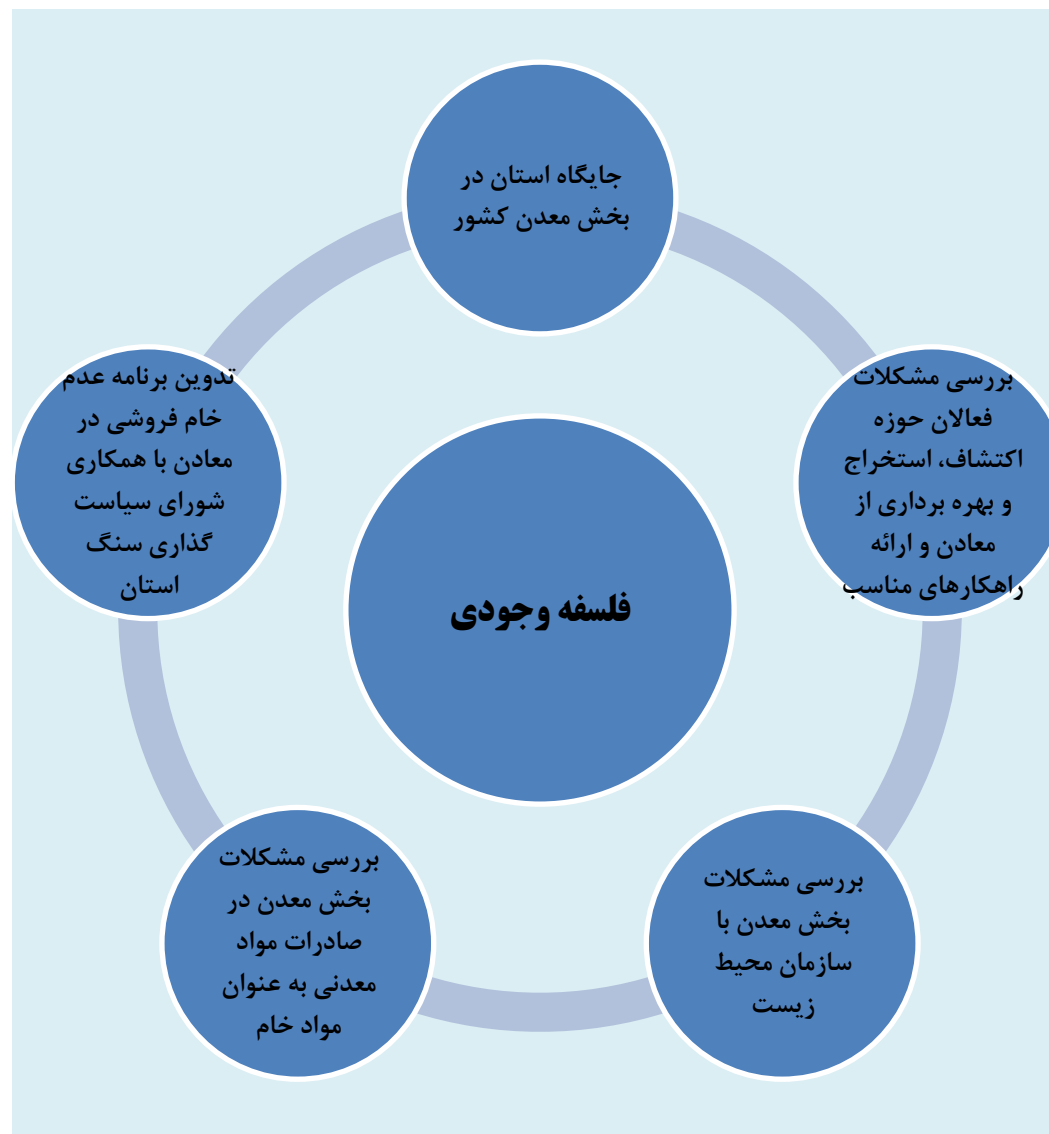 جایگاه استان در
بخش معدن کشور
بررسی مشکلات
فعالان حوزه
اکتشاف، استخراج
و بهره برداری از
معادن و ارائه
راهکارهای مناسب
بررسی مشکلات
بخش معدن با
سازمان محیط
زیست
بررسی مشکلات
بخش معدن در
صادرات مواد
معدنی به عنوان
مواد خام
تدوین برنامه عدم
خام فروشی در
معادن با همکاری
شورای سیاست
گذاری سنگ
استان
فلسفه وجودی